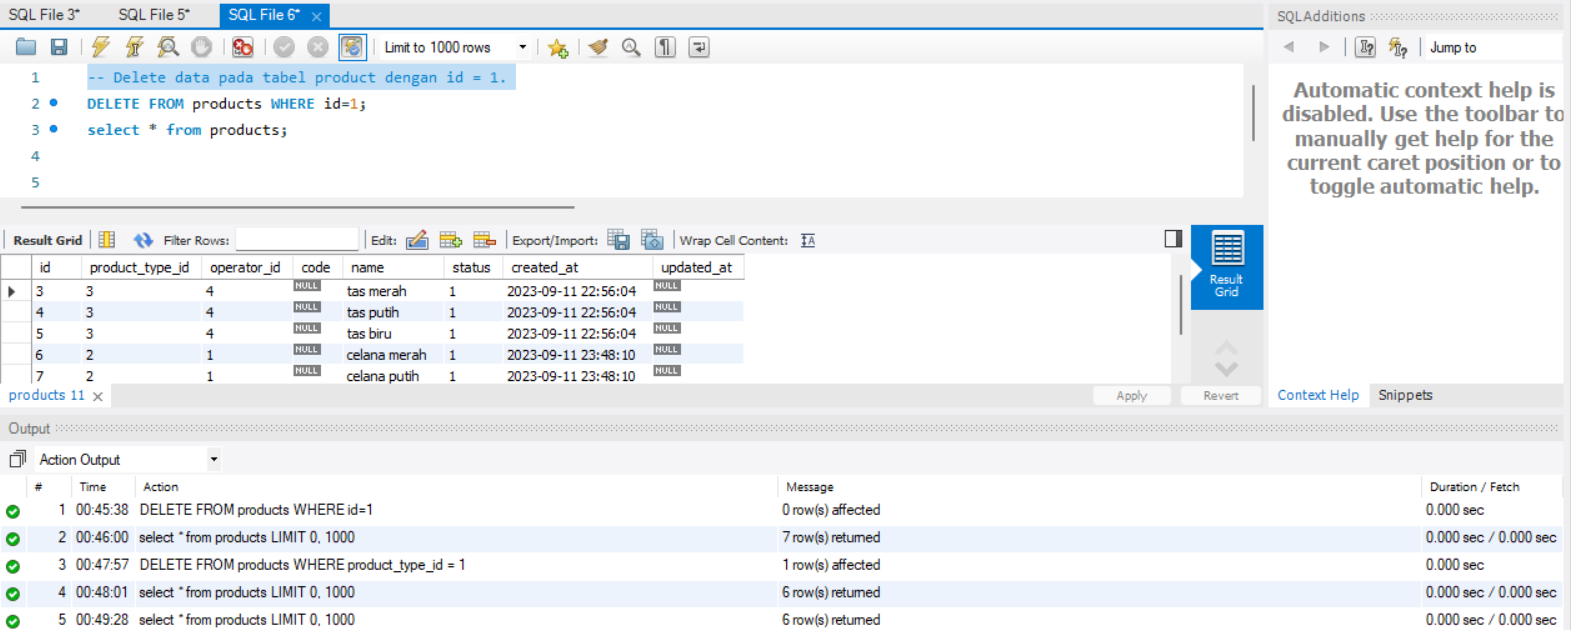 SQL File 3* SQL File 5* SQL File 6* ×
SQLAdditions
Limit to 1000 rows
Jump to
1 -- Delete data pada tabel product dengan id = 1.
2 DELETE FROM products WHERE id=1;
3 select * from products;
4
5
Automatic context help is
disabled. Use the toolbar to
manually get help for the
current caret position or to
toggle automatic help.
Result Grid Filter Rows: Edit: Export/Import: Wrap Cell Content:
id product_type_id operator_id code name status created_at updated_at
3 3 4 NULL tas merah 1 2023-09-11 22:56:04 NULL
4 3 4 NULL tas putih 1 2023-09-11 22:56:04 NULL
5 3 4 NULL tas biru 1 2023-09-11 22:56:04 NULL
6 2 1 NULL celana merah 1 2023-09-11 23:48:10 NULL
7 2 1 NULL celana putih 1 2023-09-11 23:48:10 NULL
Result
Grid
products 11 × Apply Revert
Context Help Snippets
Output
Action Output
# Time Action Message Duration / Fetch
1 00:45:38 DELETE FROM products WHERE id=1 0 row(s) affected 0.000 sec
2 00:46:00 select * from products LIMIT 0, 1000 7 row(s) returned 0.000 sec / 0.000 sec
3 00:47:57 DELETE FROM products WHERE product_type_id = 1 1 row(s) affected 0.000 sec
4 00:48:01 select * from products LIMIT 0, 1000 6 row(s) returned 0.000 sec / 0.000 sec
5 00:49:28 select * from products LIMIT 0, 1000 6 row(s) returned 0.000 sec / 0.000 sec